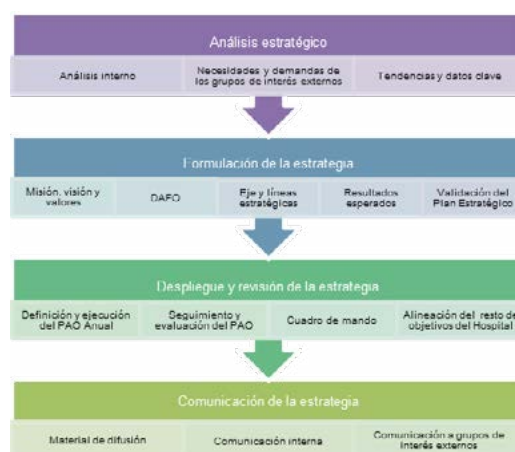 Análisis estratégico
Análisis interno
Necesidades y demandas de
los grupos de interés externos
Tendencias y datos clave
Formulación de la estrategia
Misión, visión y
valores
DAFO
Eje y líneas
estratégicas
Resultados
esperados
Validación del
Plan Estratégico
Despliegue y revisión de la estrategia
Definición y ejecución
del PAO Anual
Seguimiento y
evaluación del PAO
Cuadro de mando
Alineación del resto de
objetivos del Hospital
Comunicación de la estrategia
Material de difusión
Comunicación interna
Comunicación a grupos de
interés externos